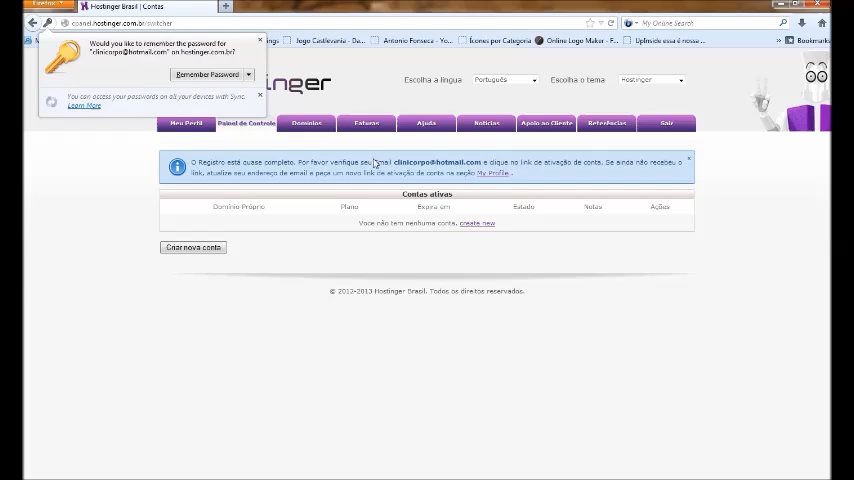 Firefox
Hostinger Brasil | Contas
cpanel.hostinger.com.br/switcher
My Online Search
Jogo Castlevania - Da...
Antonio Fonseca - Yo...
Ícones por Categoria
Online Logo Maker - F...
UpInside essa é nossa ...
Bookmarks
Would you like to remember the password for
"clinicorpo@hotmail.com" on hostinger.com.br?
Remember Password
You can access your passwords on all your devices with Sync.
Learn More
inger
Escolha a língua
Português
Escolha o tema
Hostinger
Meu Perfil
Painel de Controlo
Domínios
Faturas
Ajuda
Notícias
Apoio ao Cliente
Referências
Sair
O Registro está quase completo. Por favor verifique seu email clinicorpo@hotmail.com e clique no link de ativação de conta. Se ainda não recebeu o
link, atualize seu endereço de email e peça um novo link de ativação de conta na seção My Profile .
Contas ativas
Domínio Próprio
Plano
Expira em
Estado
Notas
Ações
Voce não tem nenhuma conta. create new
Criar nova conta
© 2012-2013 Hostinger Brasil. Todos os direitos reservados.